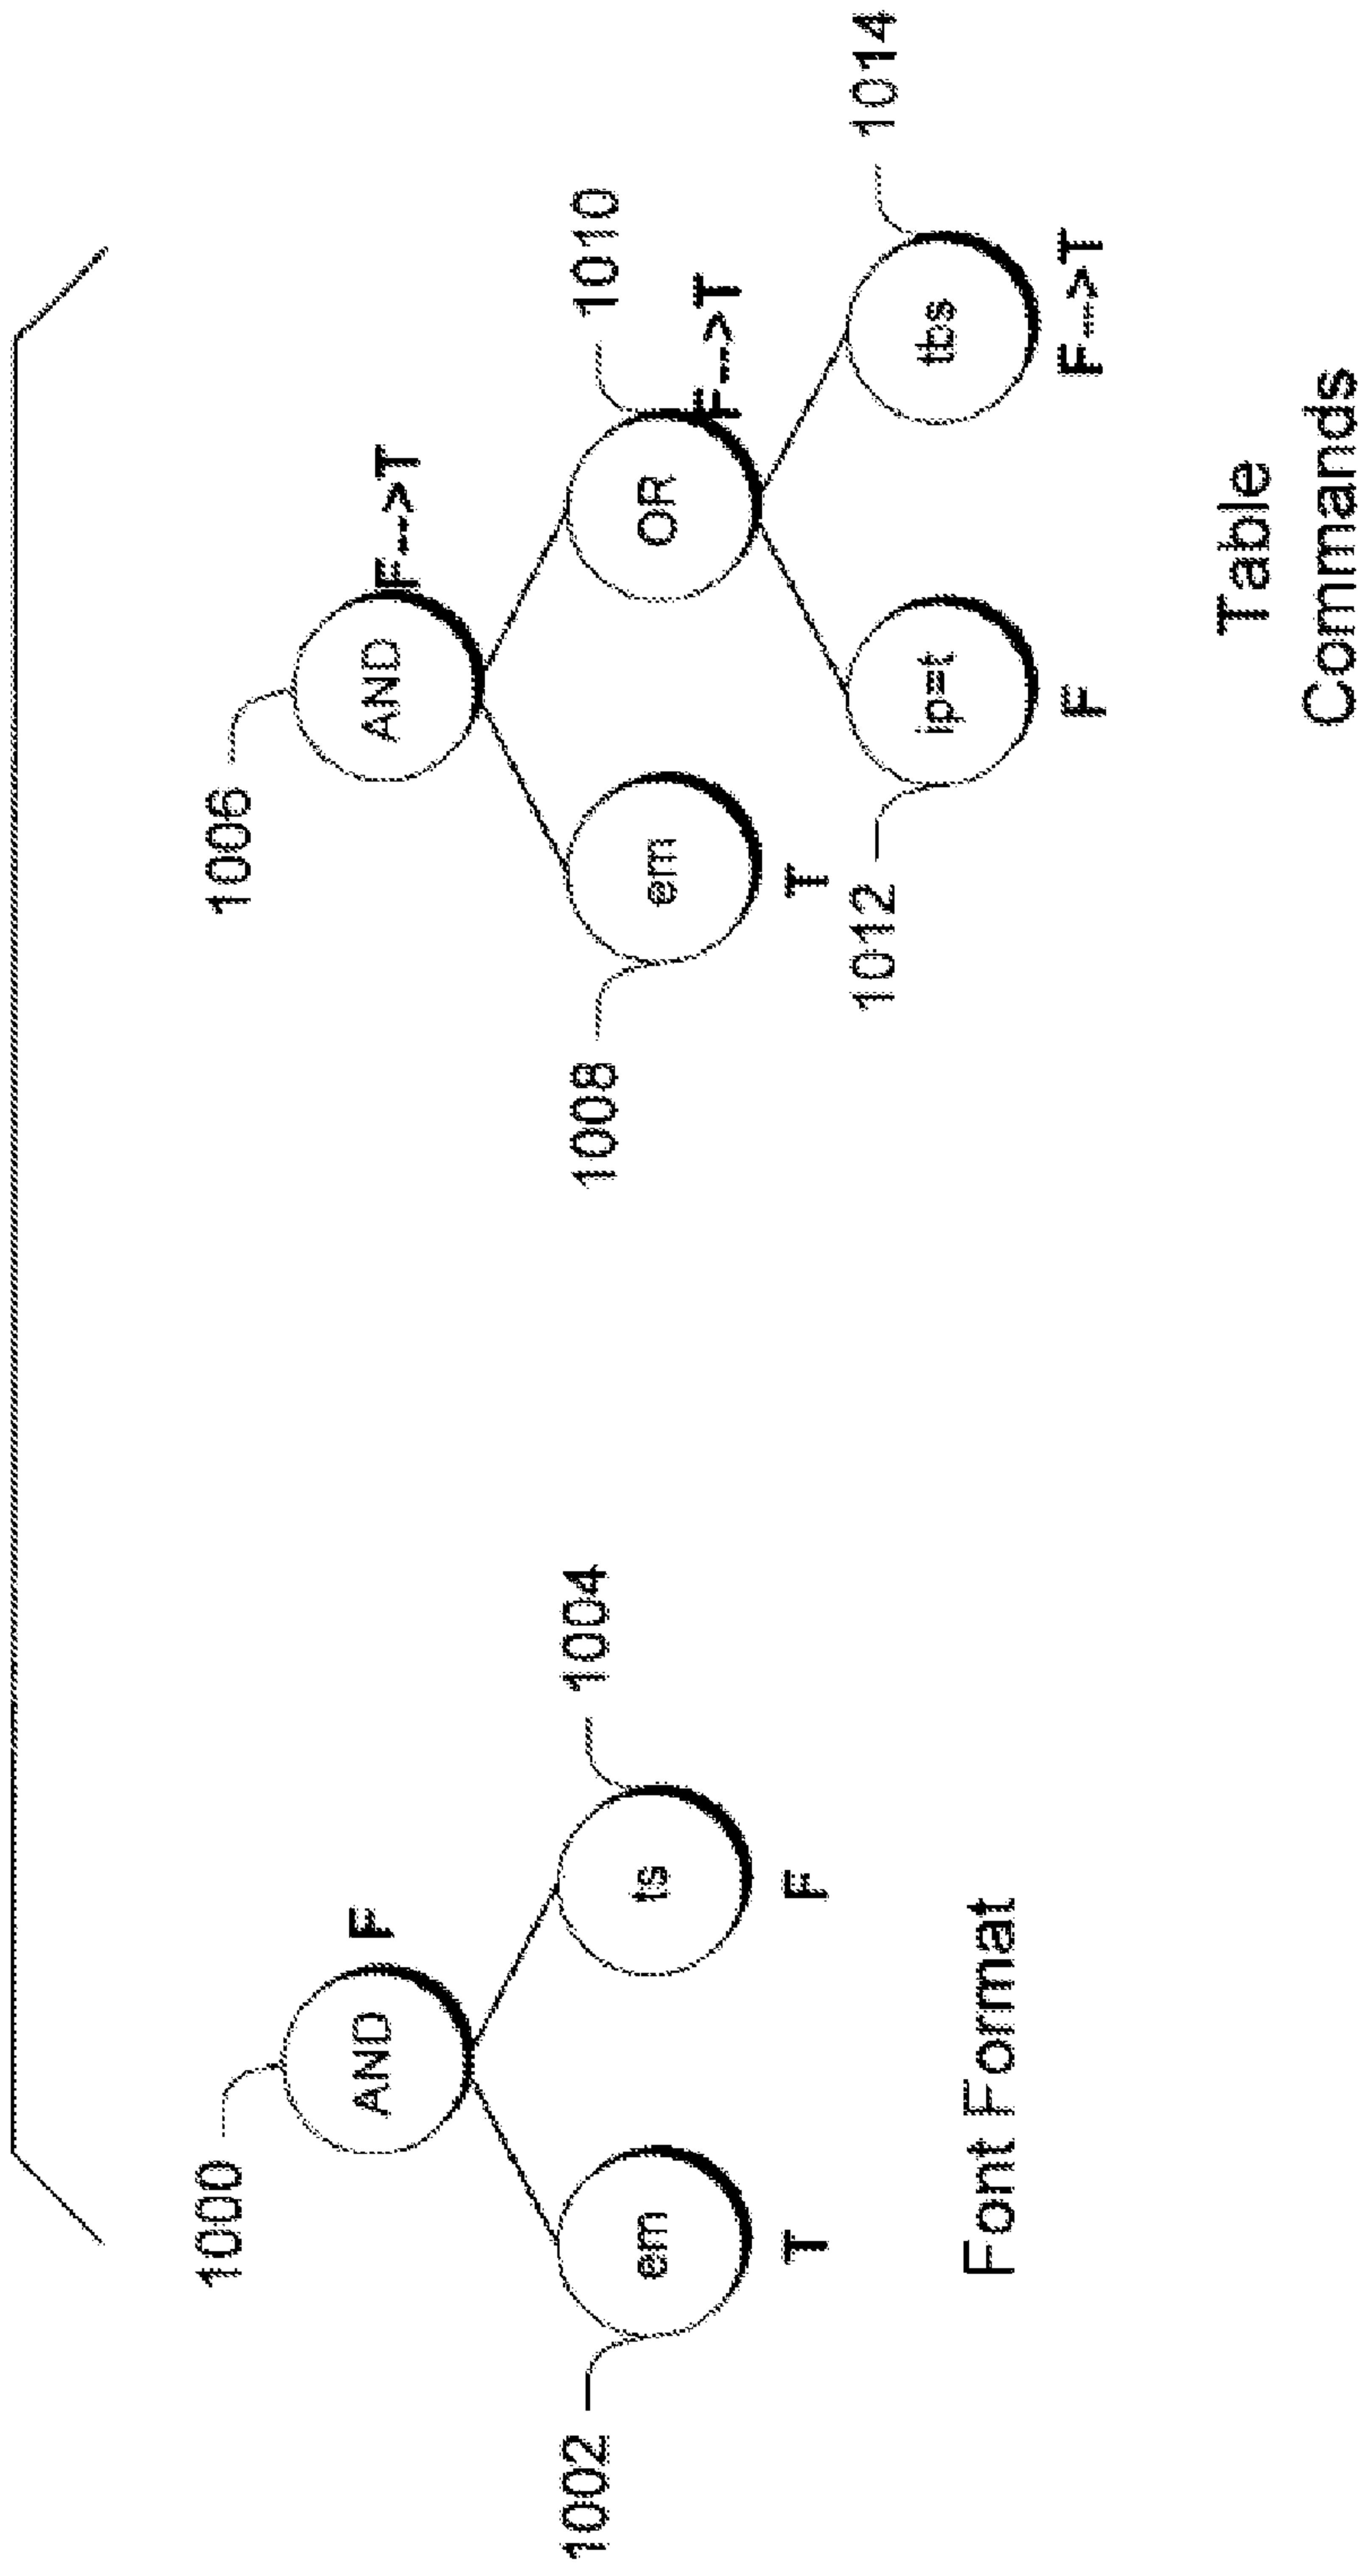 1000
AND
F
1002
em
T
1004
ts
F
Font Format
1006
AND
F--->T
1008
em
T
1010
OR
F--->T
1012
ip=t
F
1014
tbs
F--->T
Table
Commands